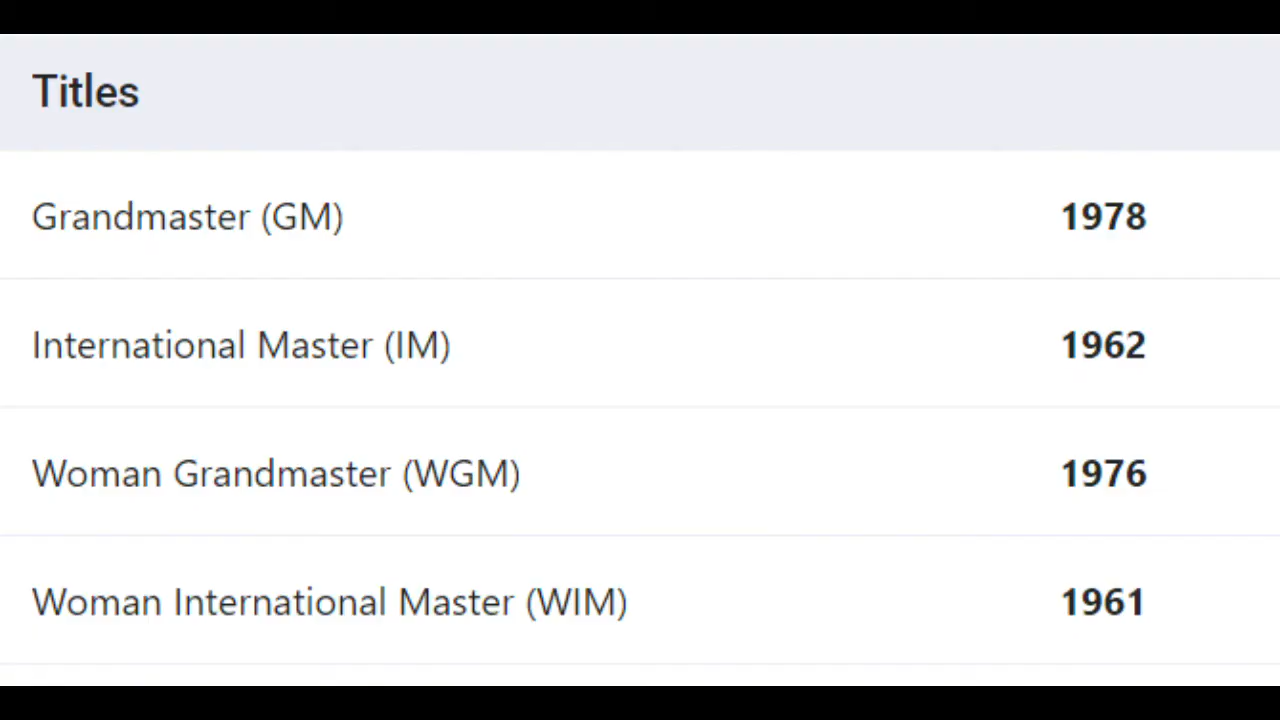 Titles
Grandmaster (GM) 1978
International Master (IM) 1962
Woman Grandmaster (WGM) 1976
Woman International Master (WIM) 1961